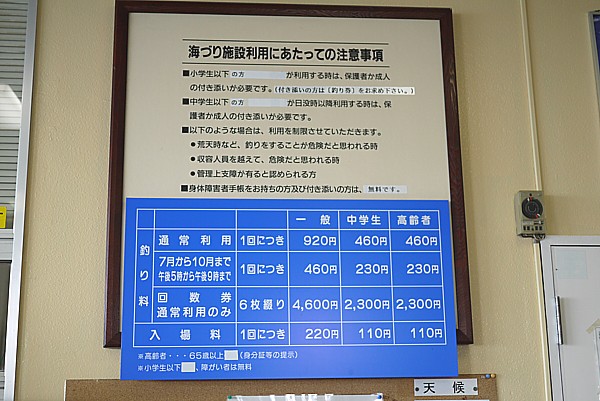 海づり施設利用にあたっての注意事項
■小学生以下の方が利用する時は、保護者か成人
の付き添いが必要です。(付き添いの方は〔釣り券〕をお求め下さい。)
■中学生以下の方が日没時以降利用する時は、保
護者か成人の付き添いが必要です。
■以下のような場合は、利用を制限させていただきます。
●荒天時など、釣りをすることが危険だと思われる時
●収容人員を越えて、危険だと思われる時
●管理上支障が有ると認められる方
■身体障害者手帳をお持ちの方及び付き添いの方は、無料です。
一般 中学生 高齢者
釣り料 通常利用 1回につき 920円 460円 460円
7月から10月まで
午後5時から午後9時まで 1回につき 460円 230円 230円
回数券
通常利用のみ 6枚綴り 4,600円 2,300円 2,300円
入場料 1回につき 220円 110円 110円
※高齢者・・・65歳以上(身分証等の提示)
※小学生以下、障がい者は無料
天候